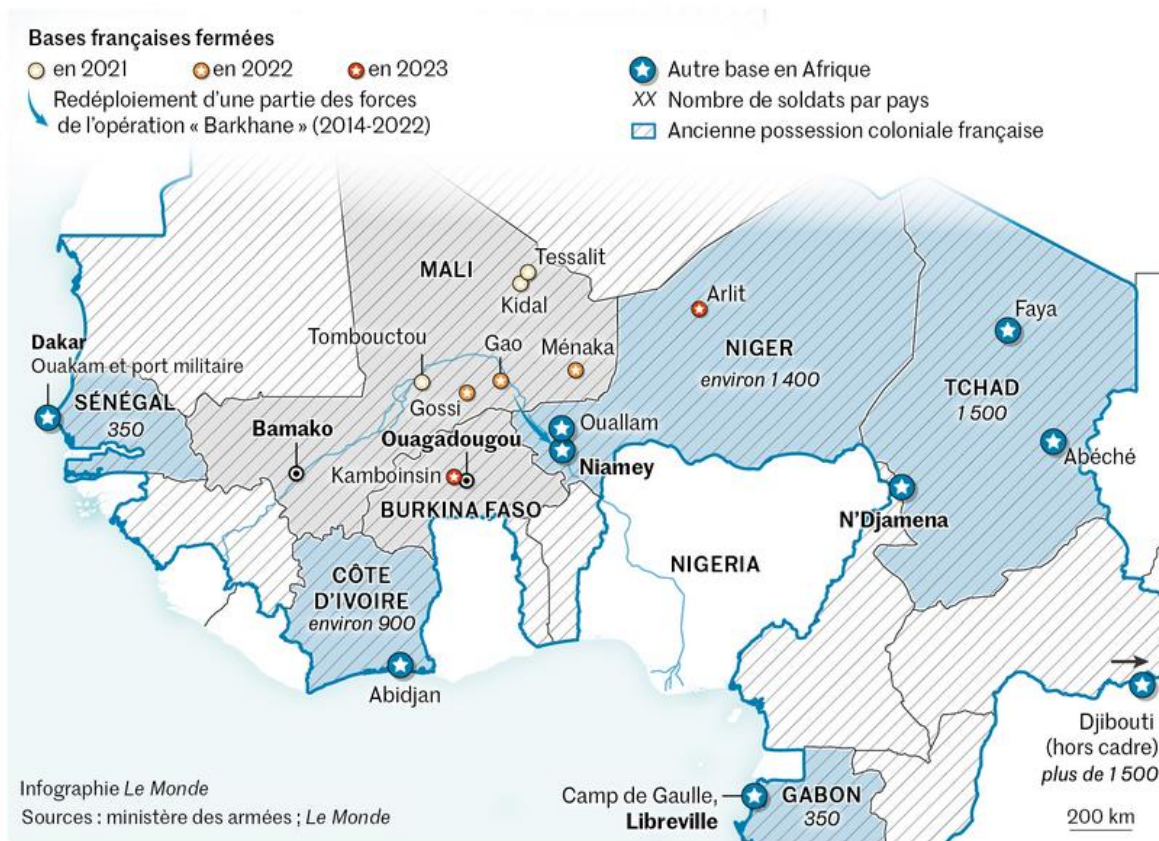 Bases françaises fermées
en 2021 en 2022 en 2023
Redéploiement d'une partie des forces
de l'opération « Barkhane » (2014-2022)
Autre base en Afrique
XX Nombre de soldats par pays
Ancienne possession coloniale française
MALI
Tessalit
Kidal
Arlit
Faya
Tombouctou
Gao
Ménaka
NIGER
environ 1 400
TCHAD
1 500
Dakar
Ouakam et port militaire
SÉNÉGAL
350
Gossi
Bamako
Ouagadougou
Ouallam
Niamey
Abéché
Kamboinsin
BURKINA FASO
N'Djamena
NIGERIA
CÔTE
D'IVOIRE
environ 900
Abidjan
Djibouti
(hors cadre)
plus de 1 500
Camp de Gaulle,
Libreville
GABON
350
200 km
Infographie Le Monde
Sources : ministère des armées ; Le Monde